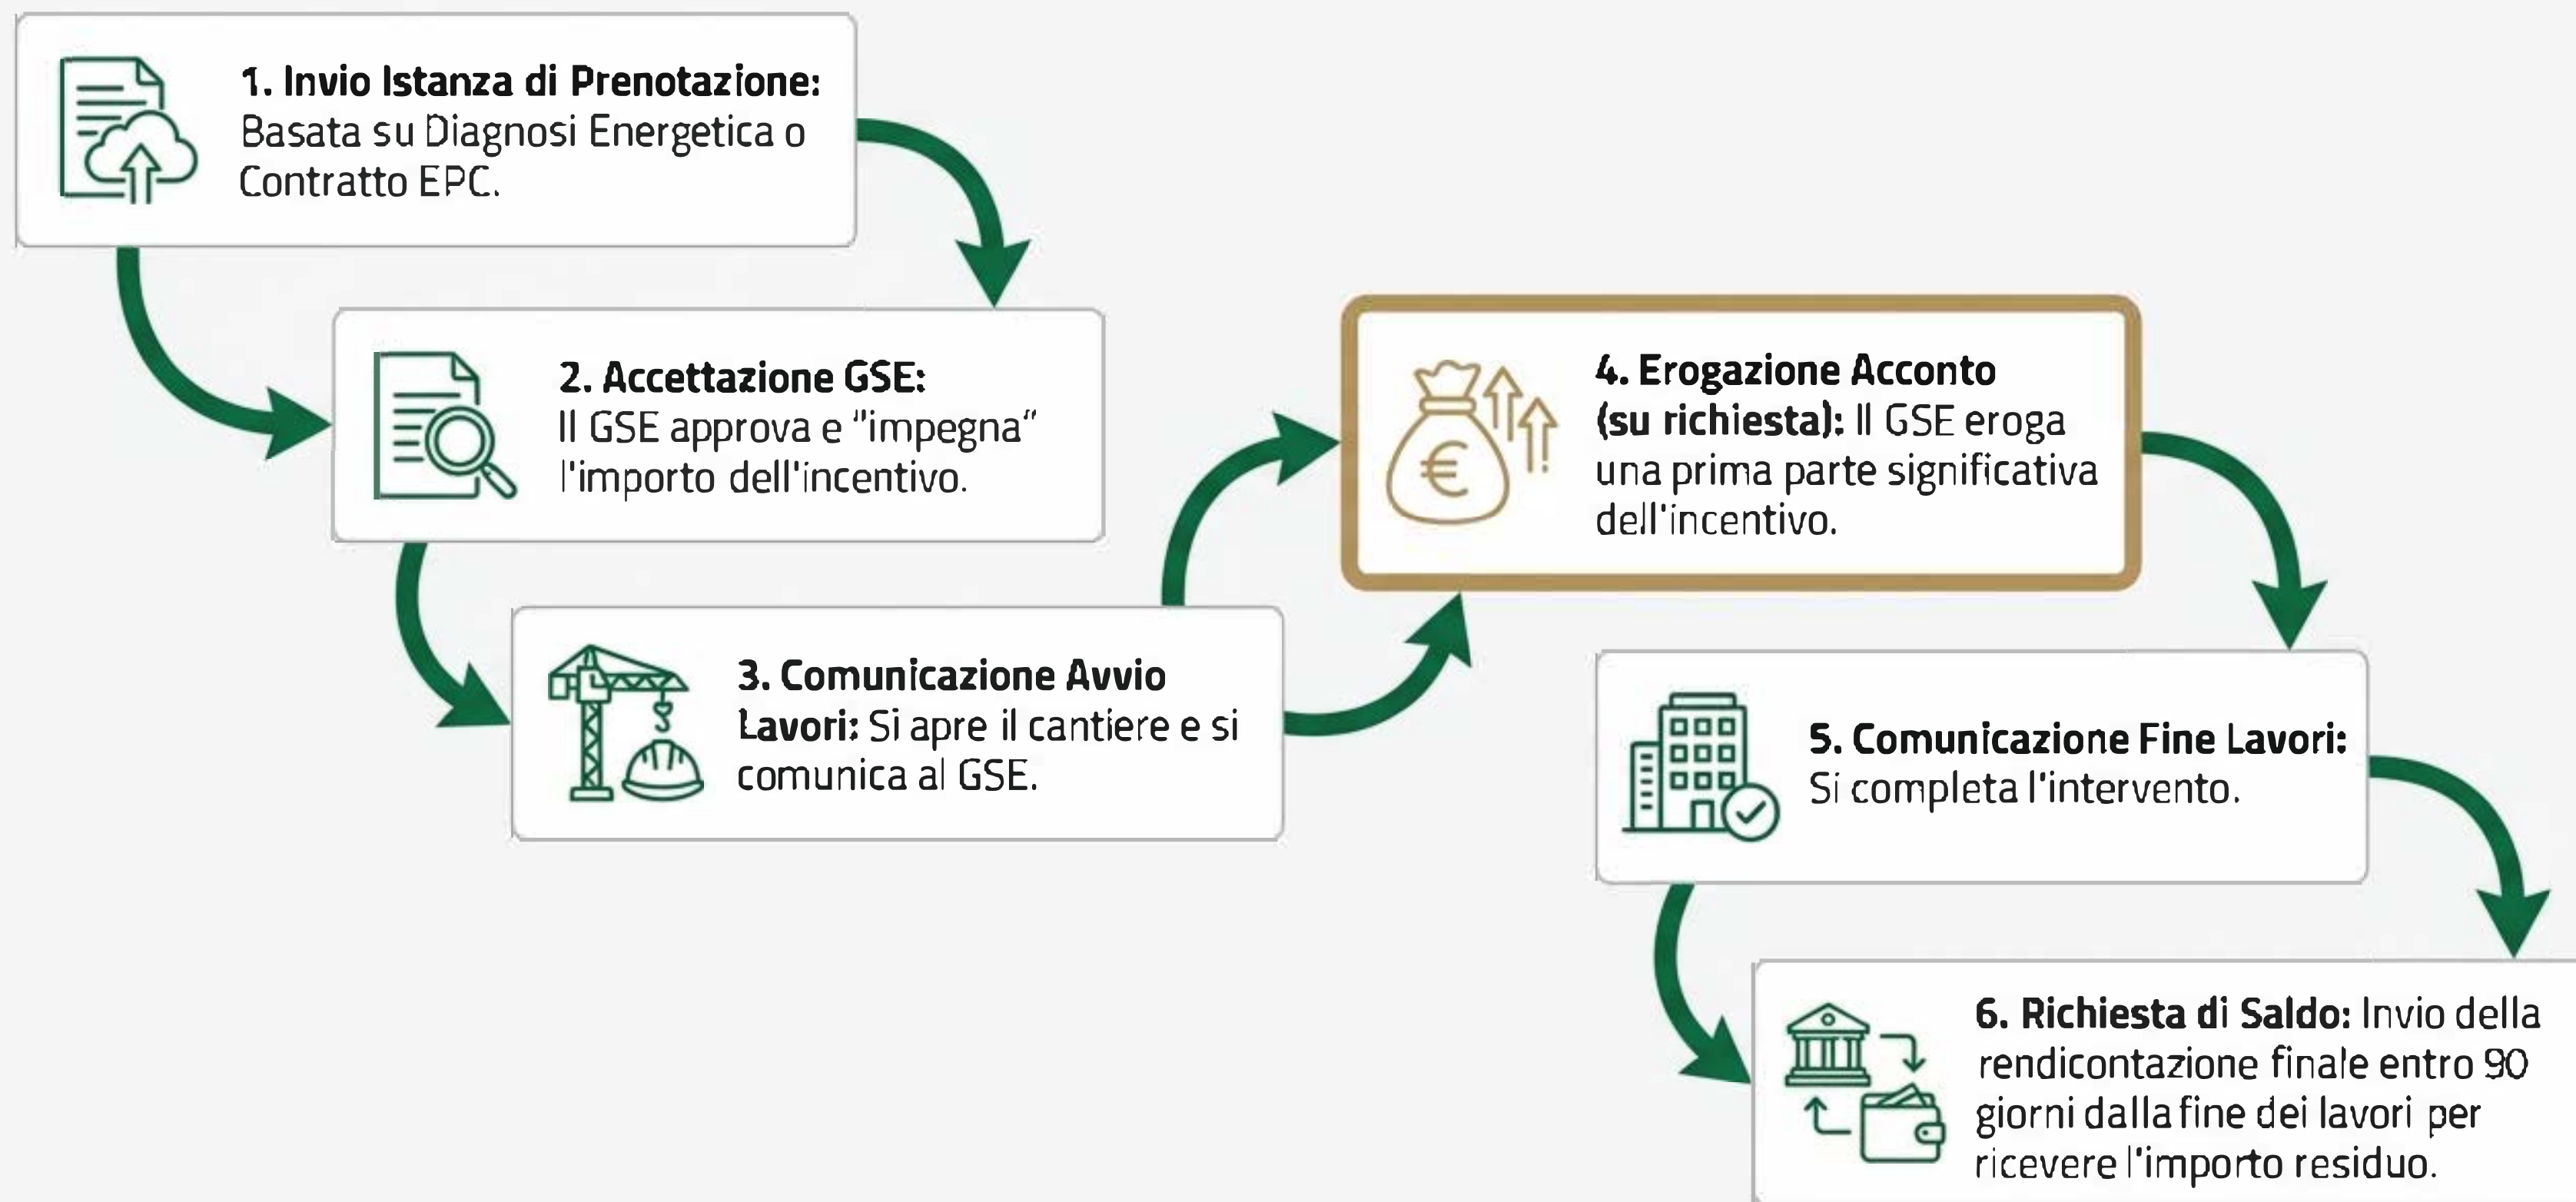 1. Invio Istanza di Prenotazione:
Basata su Diagnosi Energetica o
Contratto EPC.
2. Accettazione GSE:
Il GSE approva e "impegna"
l'importo dell'incentivo.
3. Comunicazione Avvio
Lavori: Si apre il cantiere e si
comunica al GSE.
4. Erogazione Acconto
(su richiesta): Il GSE eroga
una prima parte significativa
dell'incentivo.
5. Comunicazione Fine Lavori:
Si completa l'intervento.
6. Richiesta di Saldo: Invio della
rendicontazione finale entro 90
giorni dalla fine dei lavori per
ricevere l'importo residuo.